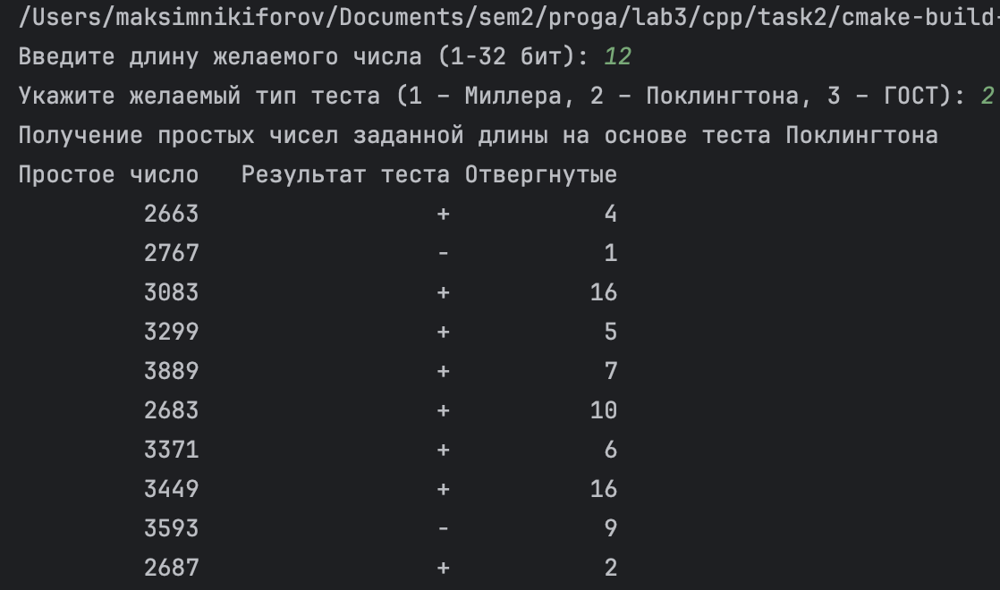 /Users/maksimnikiforov/Documents/sem2/proga/lab3/cpp/task2/cmake-build-
Введите длину желаемого числа (1-32 бит): 12
Укажите желаемый тип теста (1 – Миллера, 2 – Поклингтона, 3 – ГОСТ): 2
Получение простых чисел заданной длины на основе теста Поклингтона
Простое число   Результат теста Отвергнутые
2663 + 4
2767 - 1
3083 + 16
3299 + 5
3889 + 7
2683 + 10
3371 + 6
3449 + 16
3593 - 9
2687 + 2